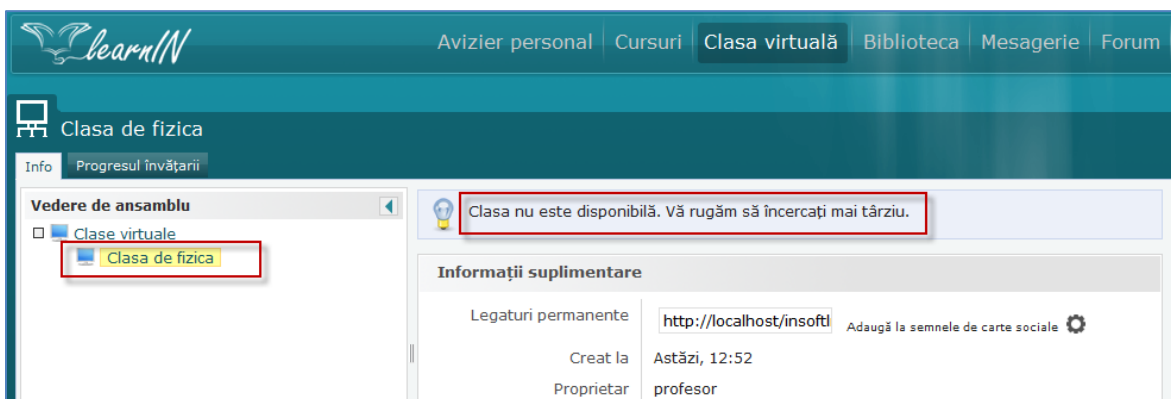 learnIN
Avizier personal Cursuri Clasa virtuală Biblioteca Mesagerie Forum
Clasa de fizica
Info Progresul învățarii
Vedere de ansamblu
Clase virtuale
Clasa de fizica
Clasa nu este disponibilă. Vă rugăm să încercați mai târziu.
Informații suplimentare
Legaturi permanente http://localhost/insoftl Adaugă la semnele de carte sociale
Creat la Astăzi, 12:52
Proprietar profesor